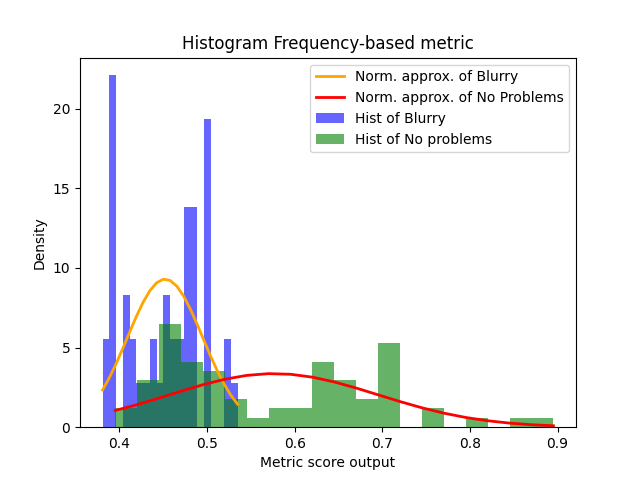 Histogram Frequency-based metric
Norm. approx. of Blurry
Norm. approx. of No Problems
Hist of Blurry
Hist of No problems
Density
20
15
10
5
0
0.4 0.5 0.6 0.7 0.8 0.9
Metric score output